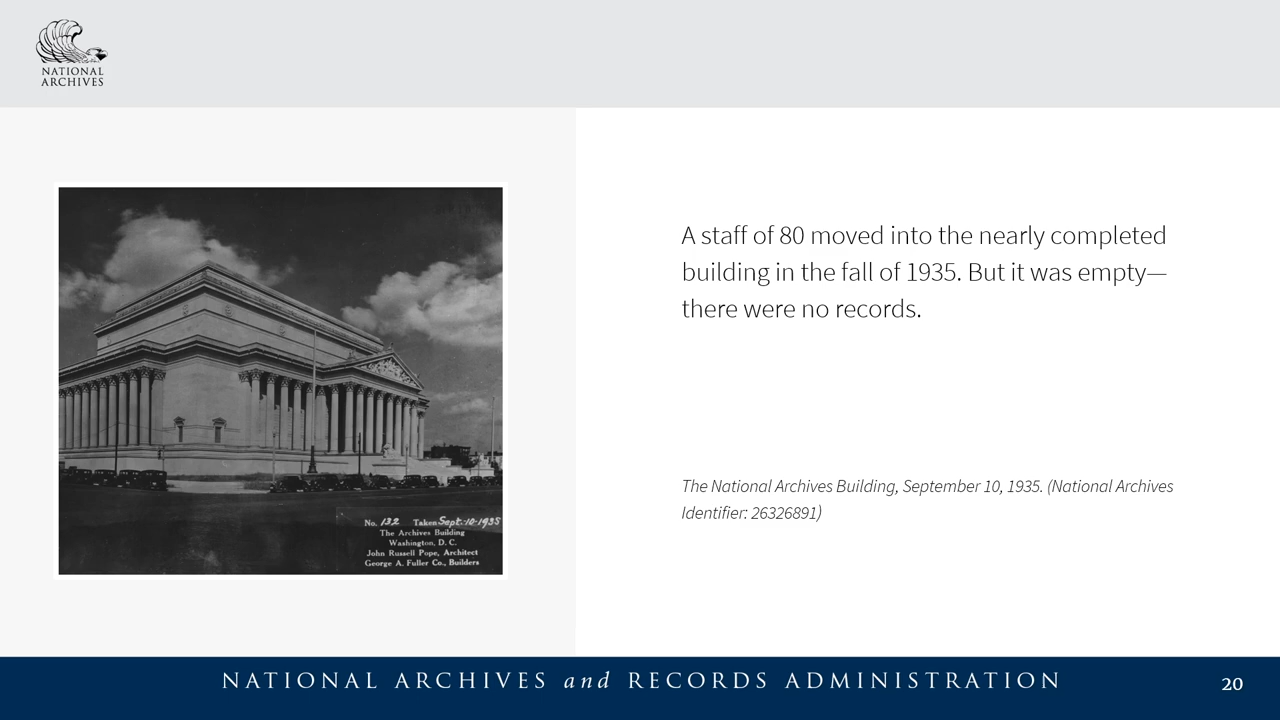 NATIONAL
ARCHIVES
A staff of 80 moved into the nearly completed
building in the fall of 1935. But it was empty—
there were no records.
The National Archives Building, September 10, 1935. (National Archives
Identifier: 26326891)
No. 132 Taken Sept.-10-1935
The Archives Building
Washington, D. C.
John Russell Pope, Architect
George A. Fuller Co., Builders
NATIONAL ARCHIVES and RECORDS ADMINISTRATION
20